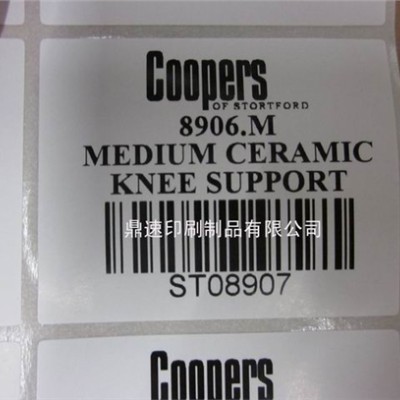 Coopers
OF STORTFORD
8906.M
MEDIUM CERAMIC
KNEE SUPPORT
鼎速印刷制品有限公司
ST08907
Coopers